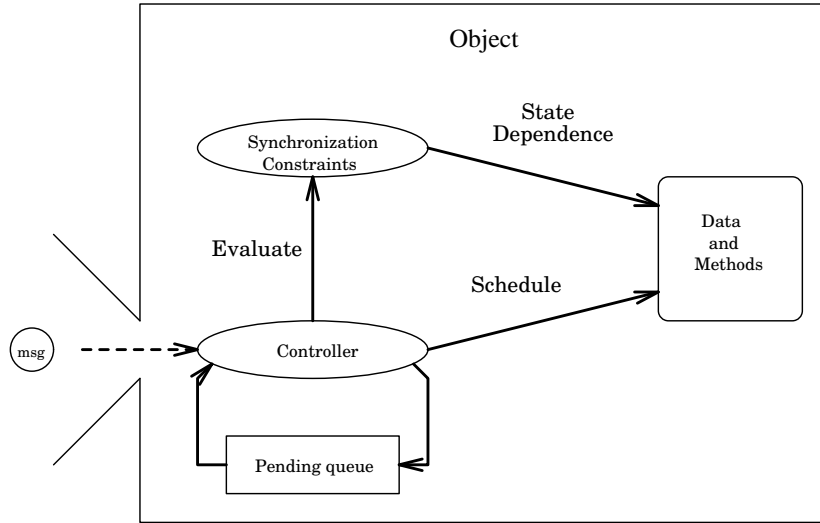 Object
State
Dependence
Synchronization
Constraints
Data
and
Methods
Evaluate
Schedule
msg
Controller
Pending queue